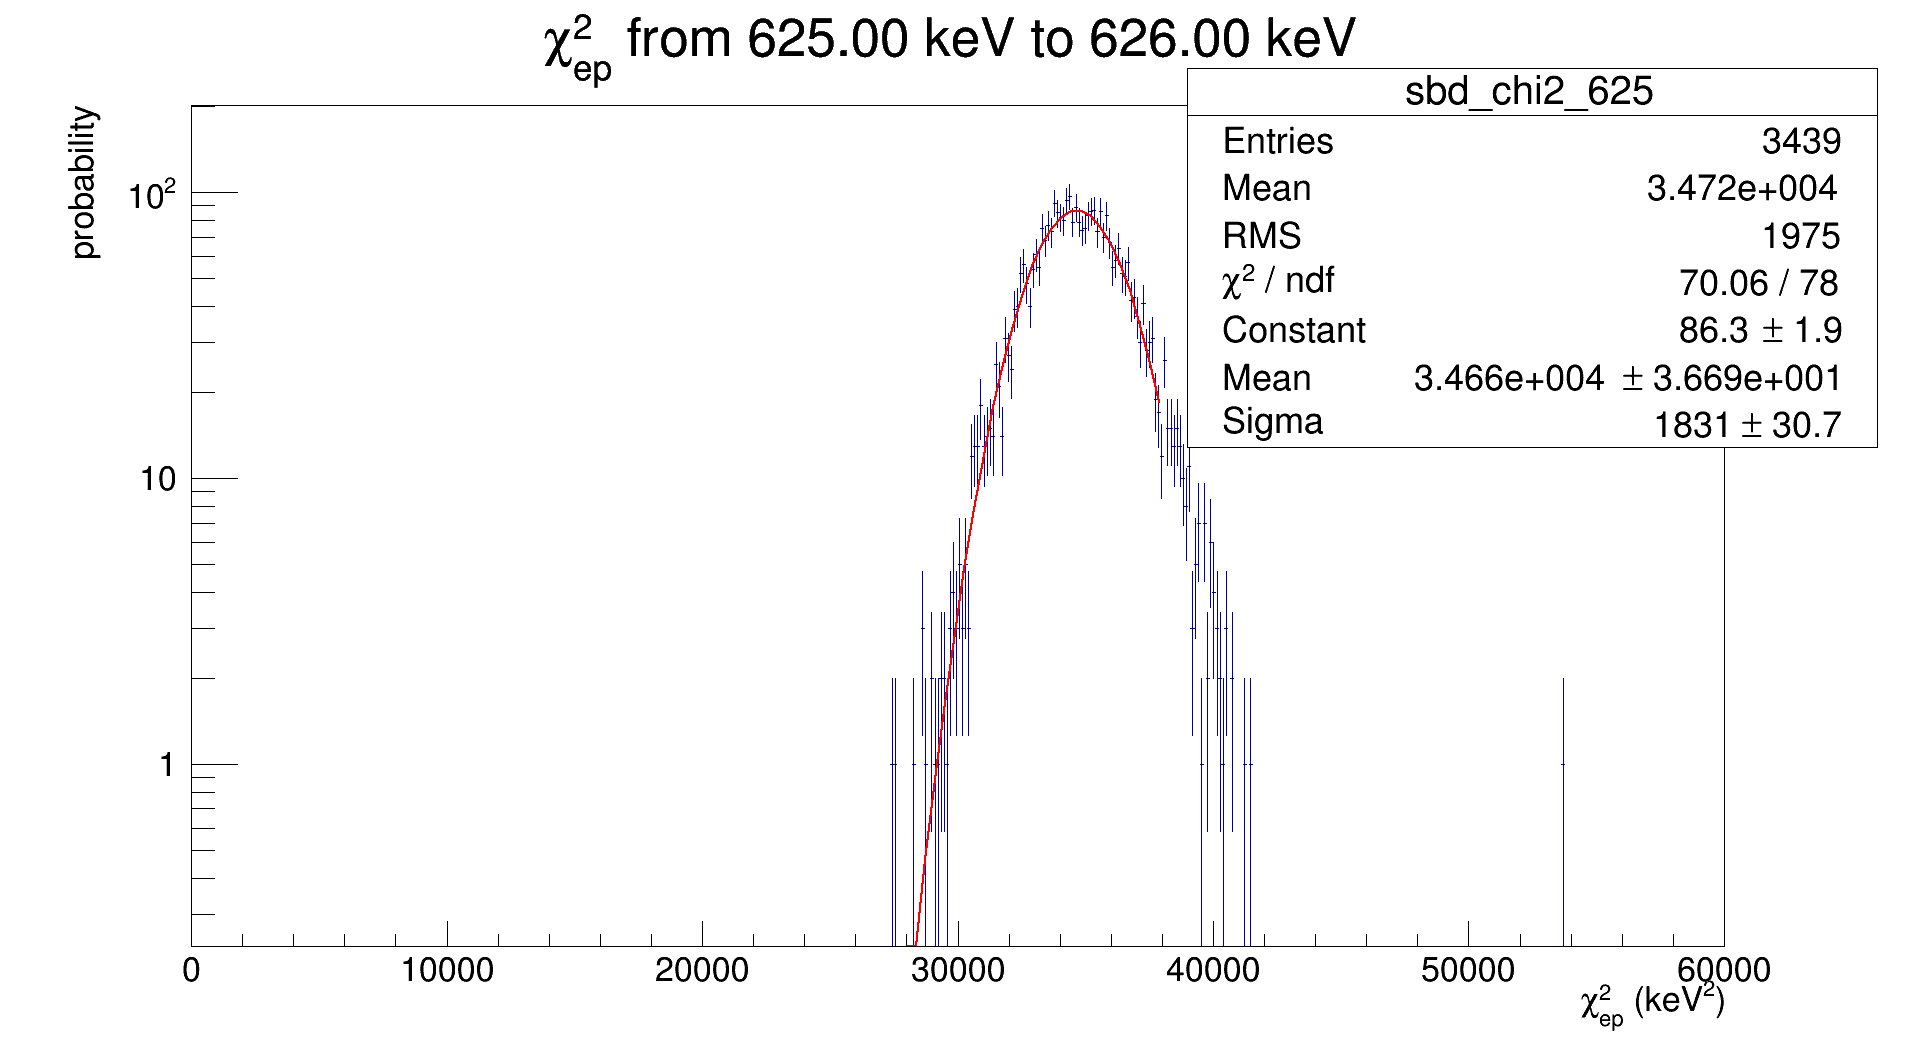 χ²ep from 625.00 keV to 626.00 keV
sbd_chi2_625
Entries 3439
Mean 3.472e+004
RMS 1975
χ² / ndf 70.06 / 78
Constant 86.3 ± 1.9
Mean 3.466e+004 ± 3.669e+001
Sigma 1831 ± 30.7
probability
10²
10
1
0 10000 20000 30000 40000 50000 60000
χ²ep (keV²)